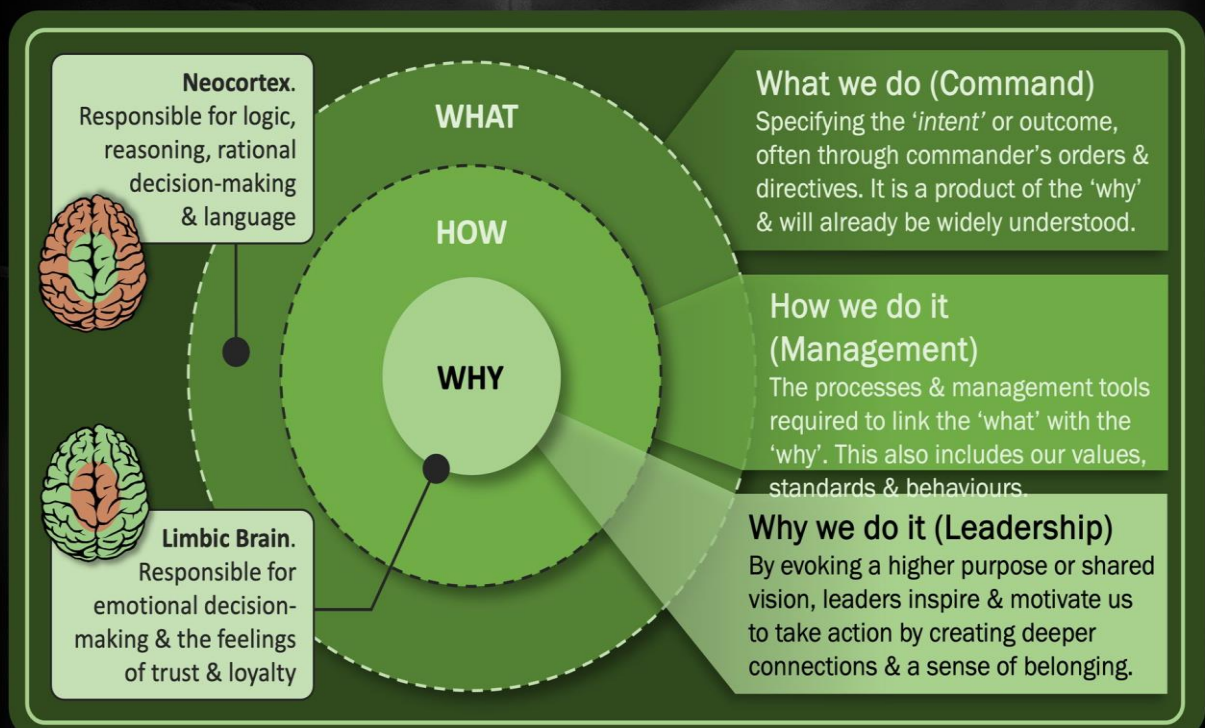 Neocortex.
Responsible for logic,
reasoning, rational
decision-making
& language
Limbic Brain.
Responsible for
emotional decision-
making & the feelings
of trust & loyalty
WHAT
HOW
WHY
What we do (Command)
Specifying the ‘intent’ or outcome,
often through commander’s orders &
directives. It is a product of the ‘why’
& will already be widely understood.
How we do it
(Management)
The processes & management tools
required to link the ‘what’ with the
‘why’. This also includes our values,
standards & behaviours.
Why we do it (Leadership)
By evoking a higher purpose or shared
vision, leaders inspire & motivate us
to take action by creating deeper
connections & a sense of belonging.